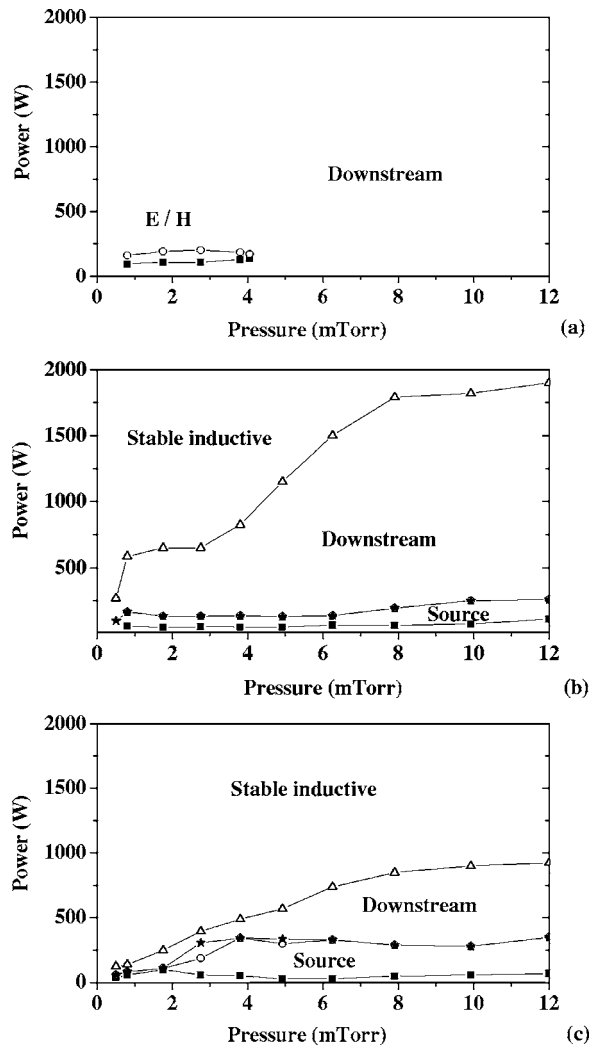 2000
1500
1000
500
0
Power (W)
Downstream
E / H
0 2 4 6 8 10 12
Pressure (mTorr)
(a)
2000
1500
1000
500
Power (W)
Stable inductive
Downstream
Source
0 2 4 6 8 10 12
Pressure (mTorr)
(b)
2000
1500
1000
500
0
Power (W)
Stable inductive
Downstream
Source
0 2 4 6 8 10 12
Pressure (mTorr)
(c)